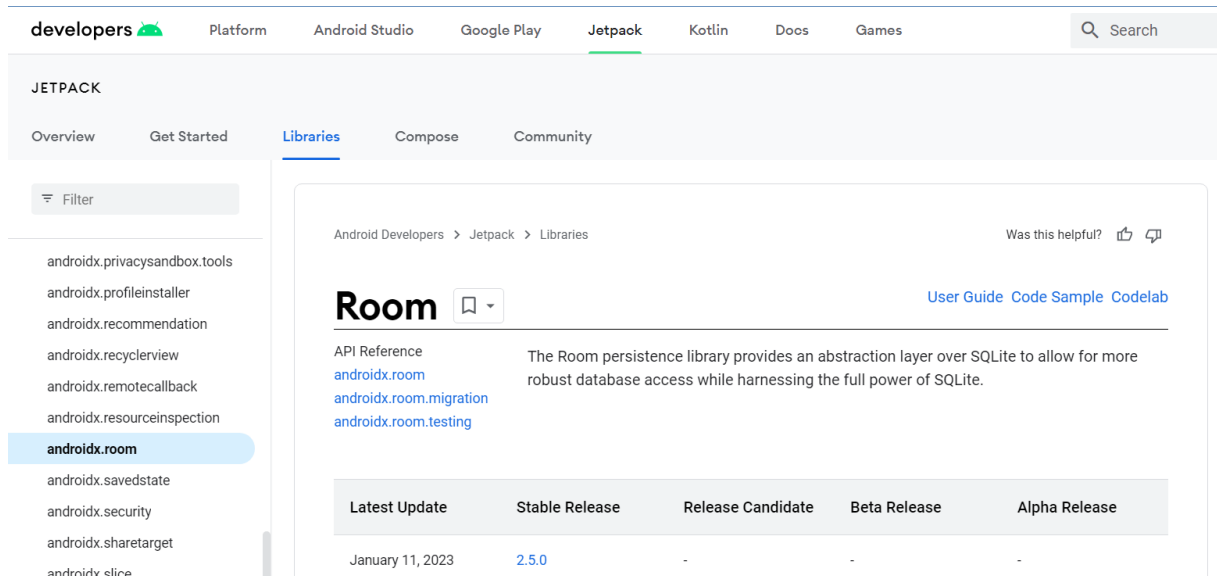 developers Platform Android Studio Google Play Jetpack Kotlin Docs Games Search
JETPACK
Overview Get Started Libraries Compose Community
Filter
androidx.privacysandbox.tools
androidx.profileinstaller
androidx.recommendation
androidx.recyclerview
androidx.remotecallback
androidx.resourceinspection
androidx.room
androidx.savedstate
androidx.security
androidx.sharetarget
androidx.slice
Android Developers > Jetpack > Libraries Was this helpful?
Room User Guide Code Sample Codelab
API Reference
androidx.room
androidx.room.migration
androidx.room.testing
The Room persistence library provides an abstraction layer over SQLite to allow for more
robust database access while harnessing the full power of SQLite.
Latest Update Stable Release Release Candidate Beta Release Alpha Release
January 11, 2023 2.5.0 - - -